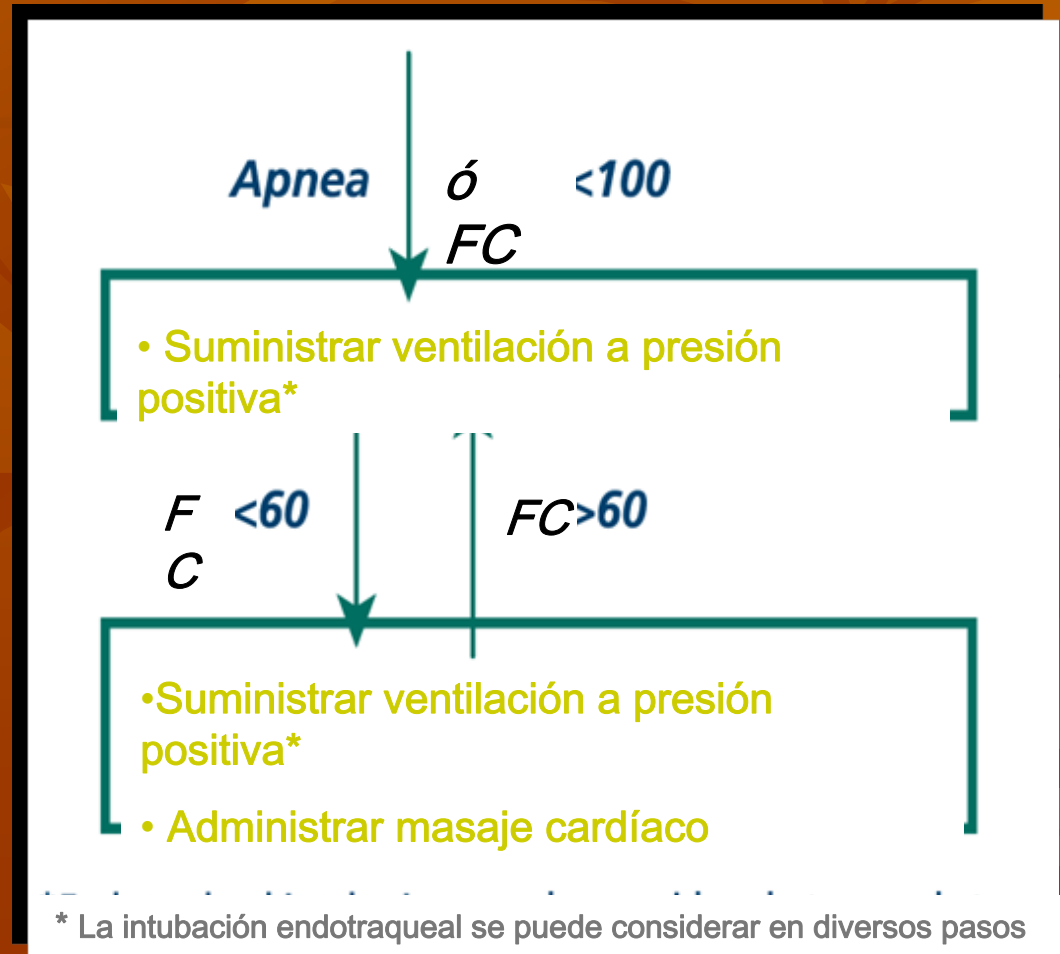 Apnea ó <100
FC
• Suministrar ventilación a presión
positiva*
F <60 FC >60
C
•Suministrar ventilación a presión
positiva*
• Administrar masaje cardíaco
* La intubación endotraqueal se puede considerar en diversos pasos